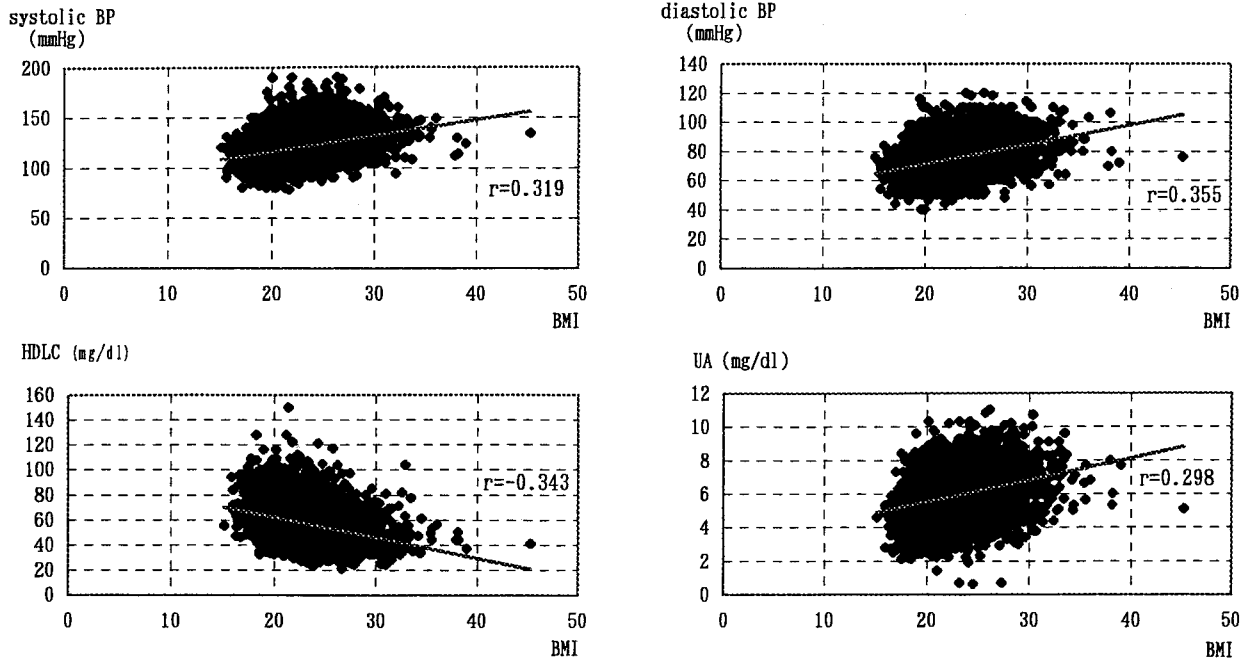 systolic BP
(mmHg)
200
150
100
50
0
r=0.319
0 10 20 30 40 50
BMI
diastolic BP
(mmHg)
140
120
100
80
60
40
20
0
r=0.355
0 10 20 30 40 50
BMI
HDLC (mg/dl)
160
140
120
100
80
60
40
20
0
r=-0.343
0 10 20 30 40 50
BMI
UA (mg/dl)
12
10
8
6
4
2
0
r=0.298
0 10 20 30 40 50
BMI